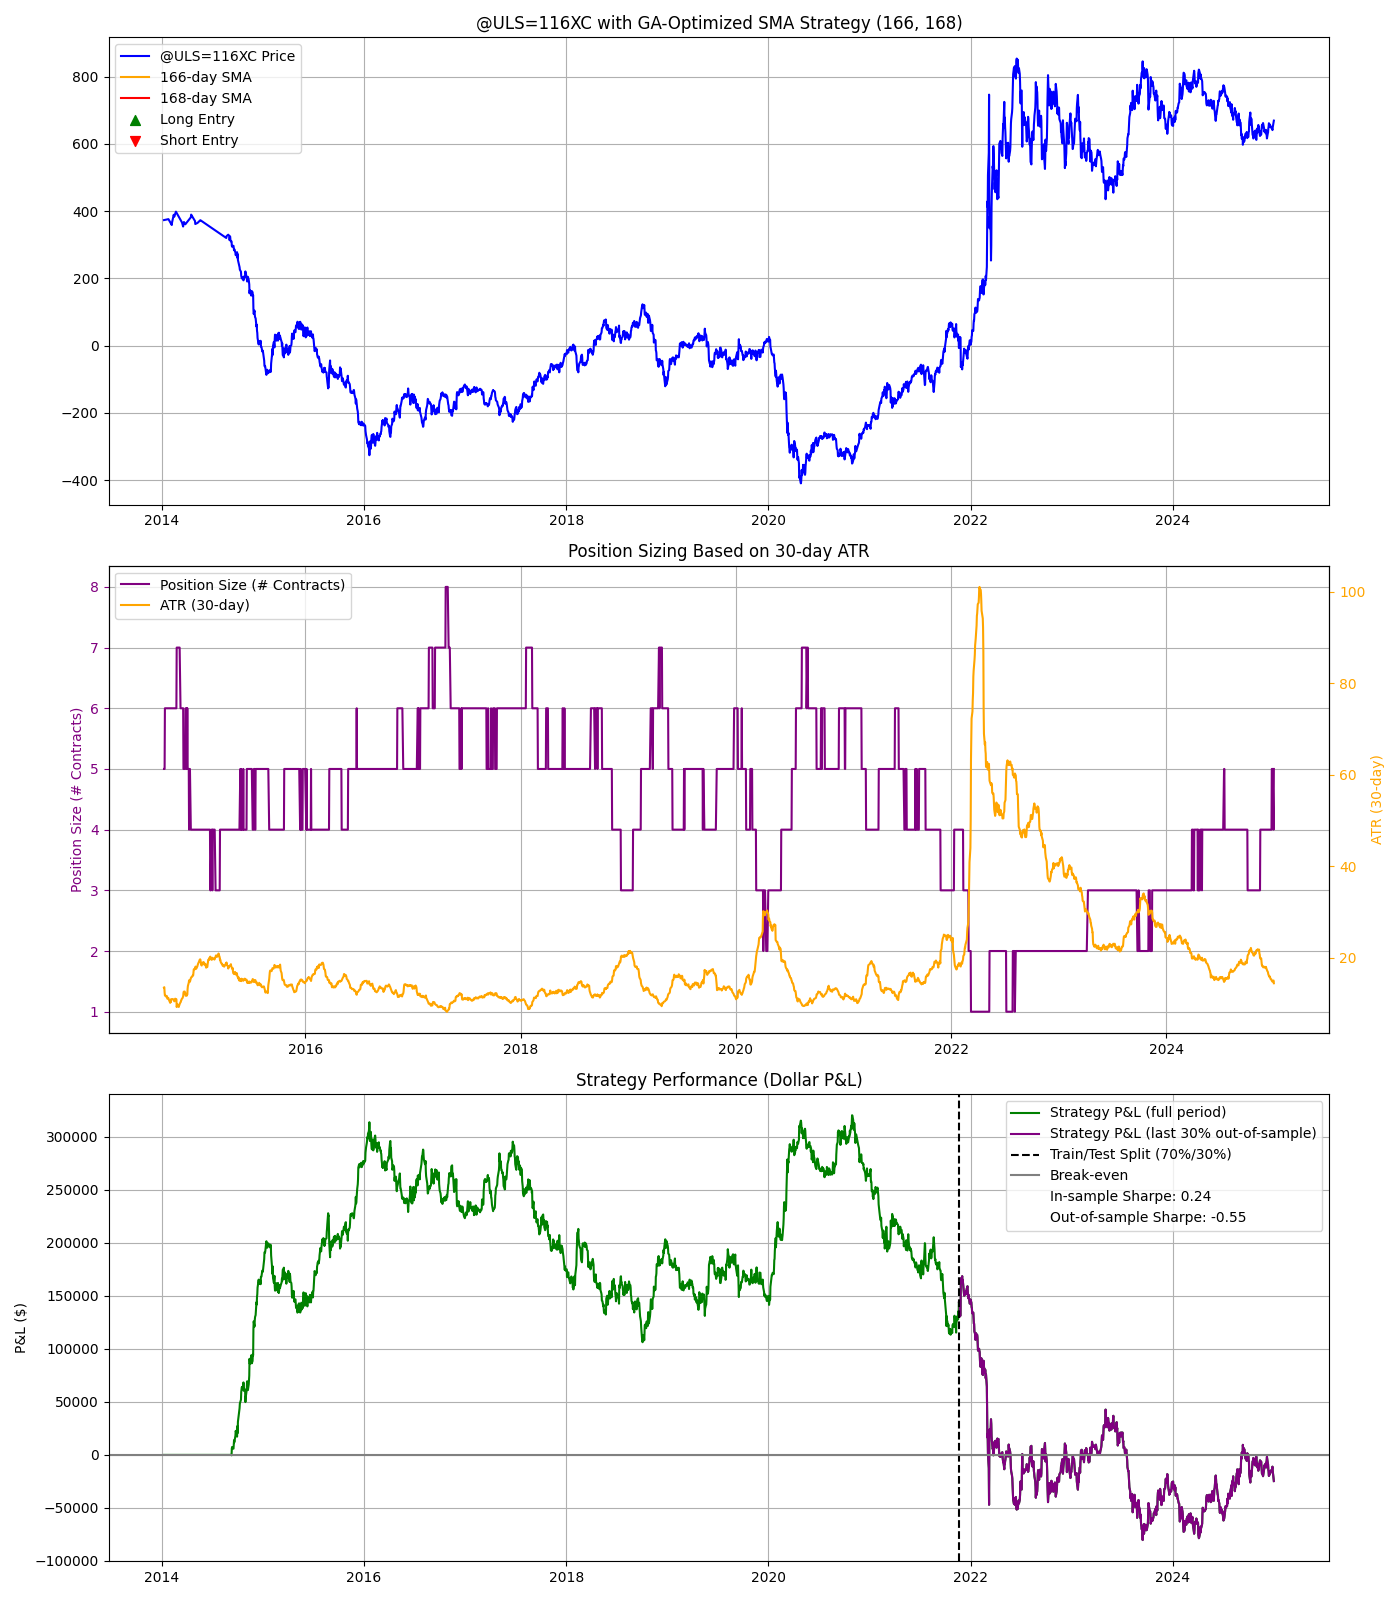 @ULS=116XC with GA-Optimized SMA Strategy (166, 168)
@ULS=116XC Price
166-day SMA
168-day SMA
Long Entry
Short Entry
800
600
400
200
0
−200
−400
2014 2016 2018 2020 2022 2024
Position Sizing Based on 30-day ATR
Position Size (# Contracts)
ATR (30-day)
Position Size (# Contracts)
8
7
6
5
4
3
2
1
100
80
60
40
20
ATR (30-day)
2016 2018 2020 2022 2024
Strategy Performance (Dollar P&L)
Strategy P&L (full period)
Strategy P&L (last 30% out-of-sample)
Train/Test Split (70%/30%)
Break-even
In-sample Sharpe: 0.24
Out-of-sample Sharpe: -0.55
P&L ($)
300000
250000
200000
150000
100000
50000
0
−50000
−100000
2014 2016 2018 2020 2022 2024